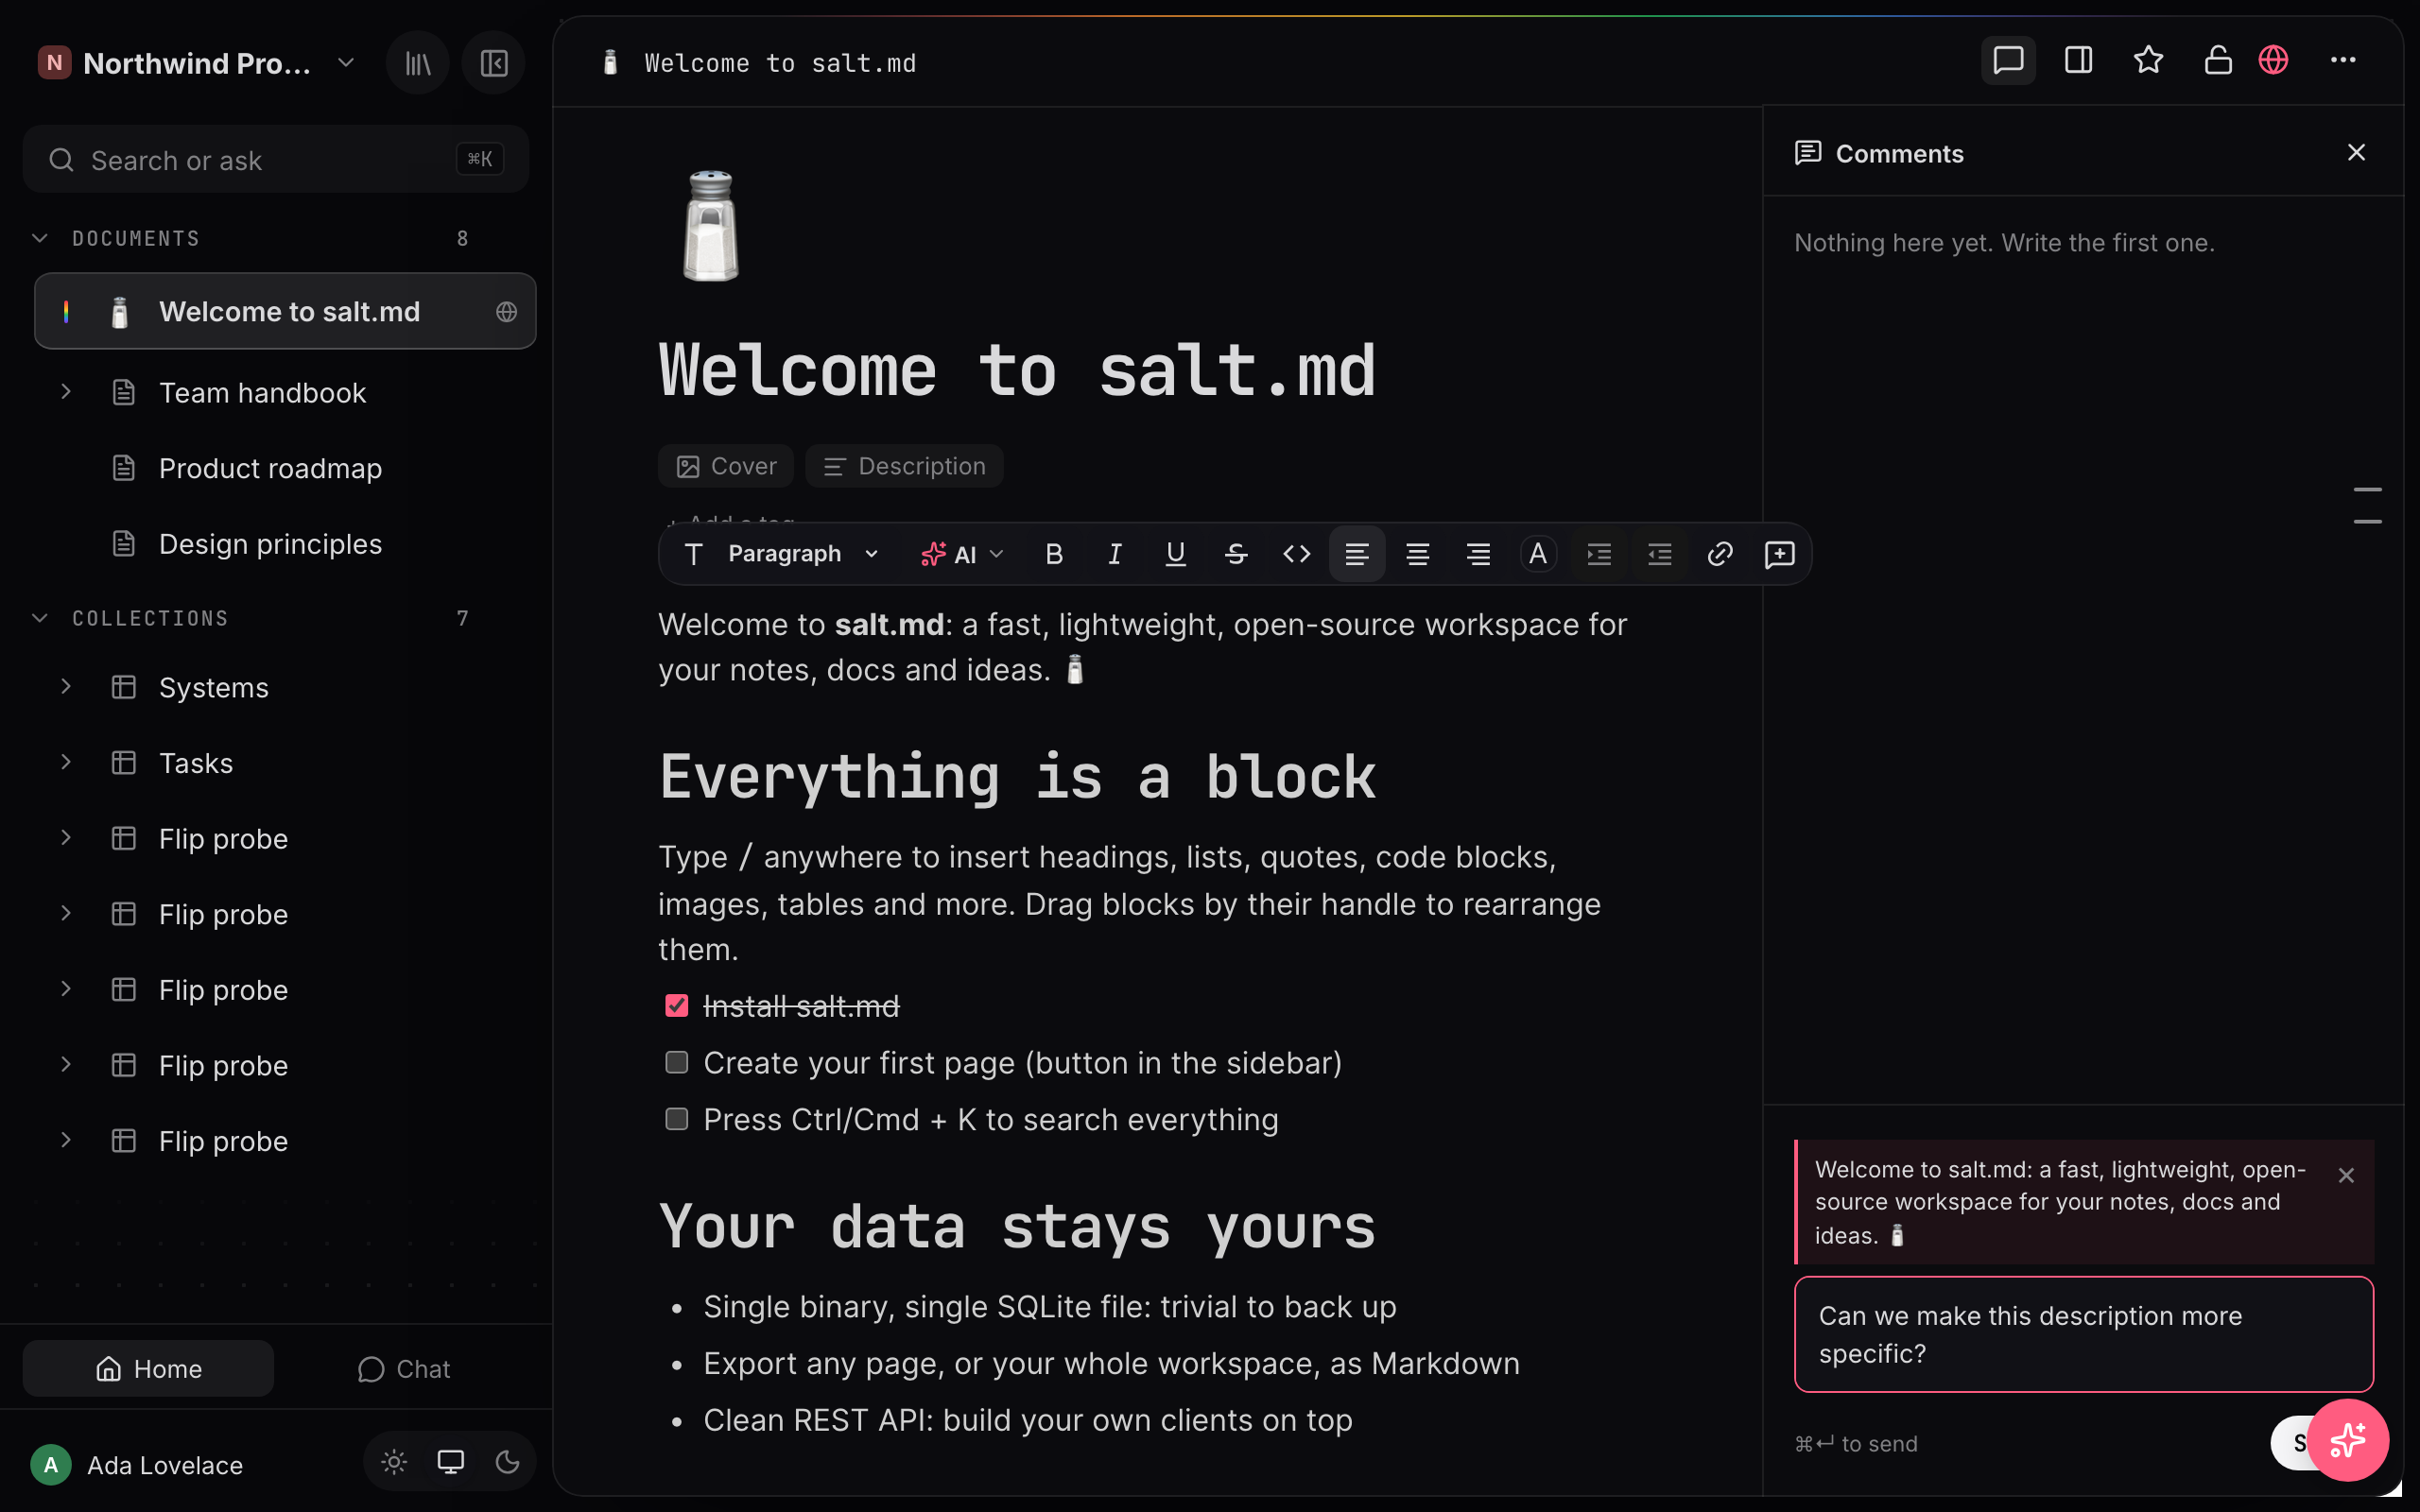 N Northwind Pro...
Search or ask ⌘K
DOCUMENTS 8
Welcome to salt.md
Team handbook
Product roadmap
Design principles
COLLECTIONS 7
Systems
Tasks
Flip probe
Flip probe
Flip probe
Flip probe
Flip probe
Home Chat
A Ada Lovelace
Welcome to salt.md
Welcome to salt.md
Cover Description
+ Add a tag
T Paragraph AI B I U S <> A
Welcome to salt.md: a fast, lightweight, open-source workspace for
your notes, docs and ideas.
Everything is a block
Type / anywhere to insert headings, lists, quotes, code blocks,
images, tables and more. Drag blocks by their handle to rearrange
them.
Install salt.md
Create your first page (button in the sidebar)
Press Ctrl/Cmd + K to search everything
Your data stays yours
• Single binary, single SQLite file: trivial to back up
• Export any page, or your whole workspace, as Markdown
• Clean REST API: build your own clients on top
Comments
Nothing here yet. Write the first one.
Welcome to salt.md: a fast, lightweight, open-
source workspace for your notes, docs and
ideas.
Can we make this description more
specific?
⌘↵ to send